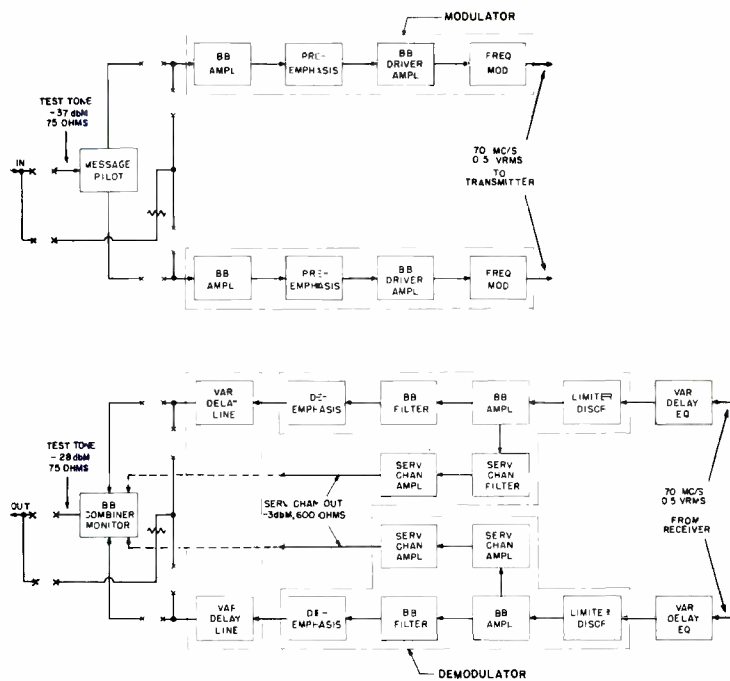 MODULATOR
BB
AMPL
PRE-
EMPHASIS
BB
DRIVER
AMPL
FREQ
MOD
TEST TONE
-37 dbM
75 OHMS
IN
MESSAGE
PILOT
70 MC/S
0.5 VRMS
TO
TRANSMITTER
BB
AMPL
PRE-
EMPHASIS
BB
DRIVER
AMPL
FREQ
MOD
VAR
DELAY
LINE
DE-
EMPHASIS
BB
FILTER
BB
AMPL
LIMITER
DISCR
VAR
DELAY
EQ
TEST TONE
-28 dbM
75 OHMS
SERV
CHAN
AMPL
SERV
CHAN
FILTER
OUT
BB
COMBINER
MONITOR
SERV CHAN OUT
-3dbM, 600 OHMS
70 MC/S
0.5 VRMS
FROM
RECEIVER
SERV
CHAN
AMPL
SERV
CHAN
AMPL
VAR
DELAY
LINE
DE-
EMPHASIS
BB
FILTER
BB
AMPL
LIMITER
DISCR
VAR
DELAY
EQ
DEMODULATOR